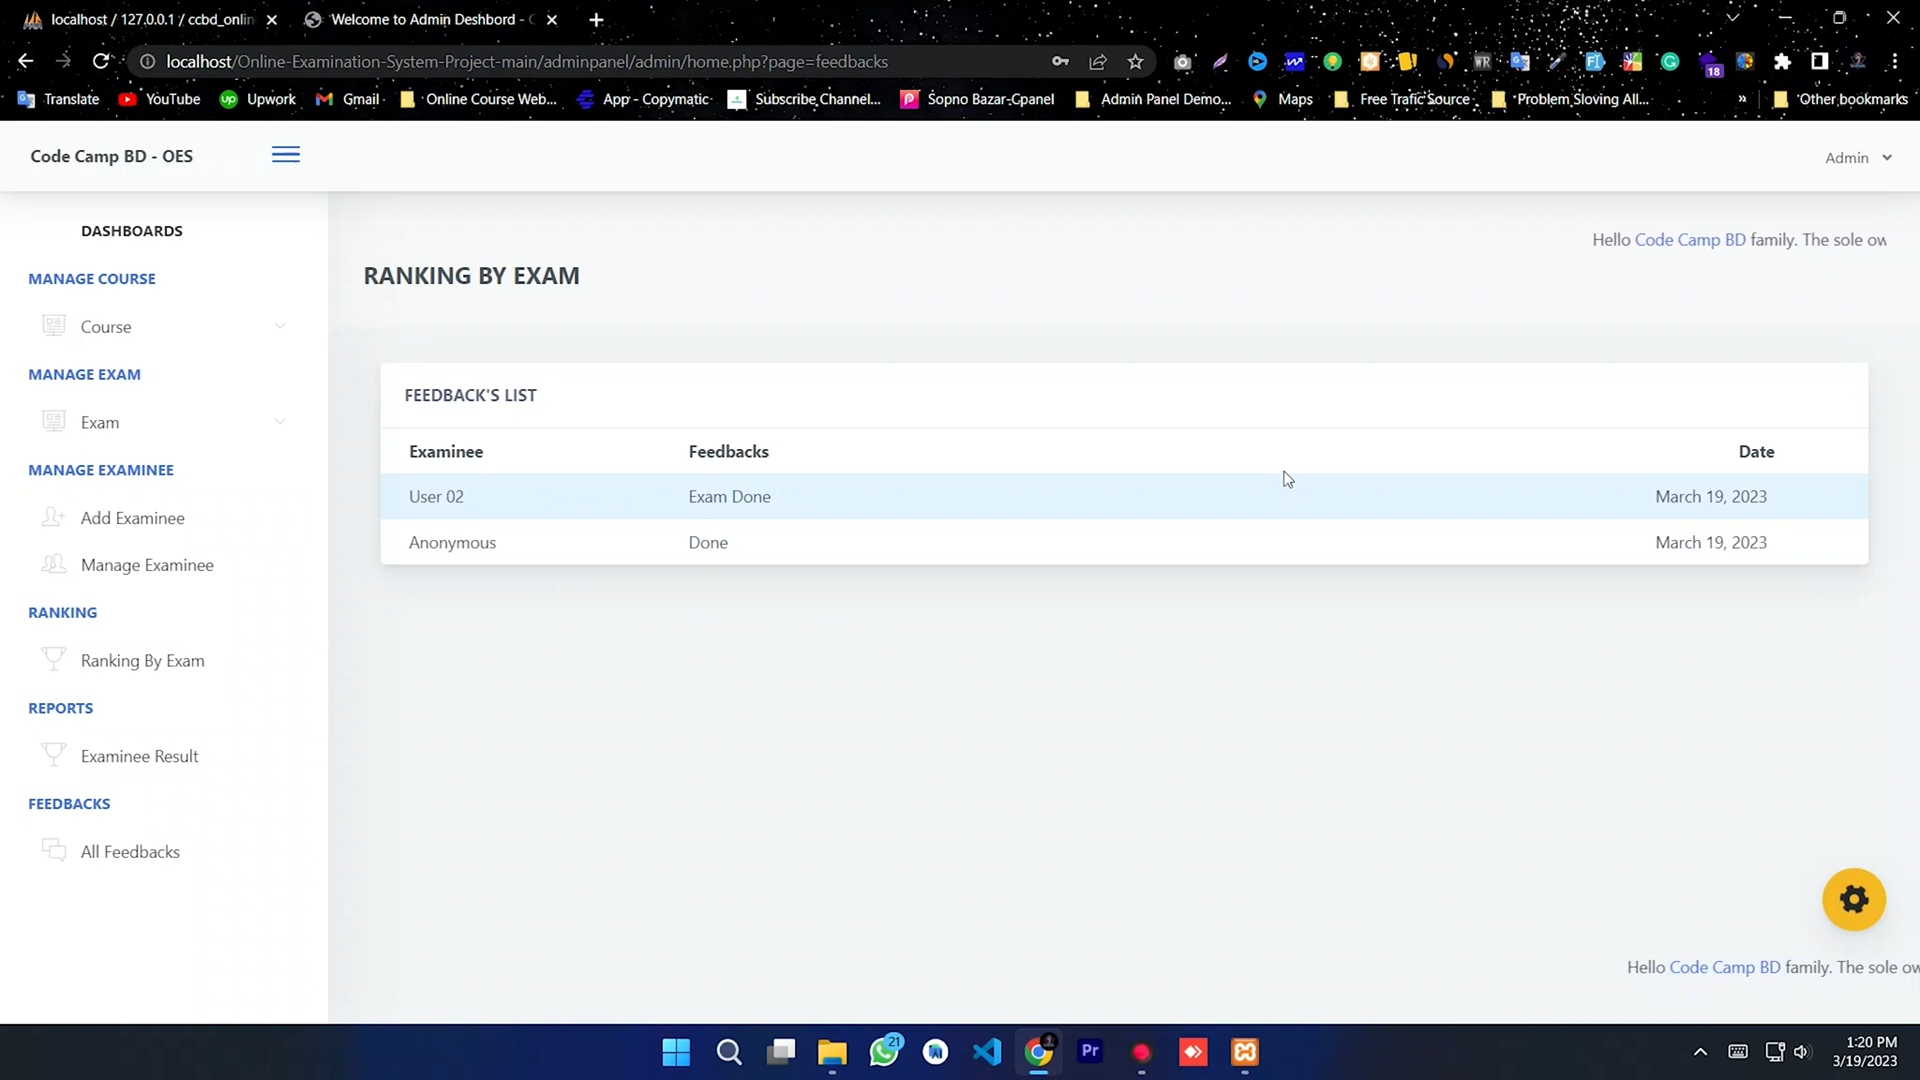 localhost / 127.0.0.1 / ccbd_onlin
Welcome to Admin Deshbord - C
localhost/Online-Examination-System-Project-main/adminpanel/admin/home.php?page=feedbacks
18
Translate
YouTube
Upwork
Gmail
Online Course Web...
App - Copymatic
Subscribe Channel...
Sopno Bazar-Cpanel
Admin Panel Demo...
Maps
Free Trafic Source
Problem Sloving All...
»
Other bookmarks
Code Camp BD - OES
Admin
DASHBOARDS
MANAGE COURSE
Course
MANAGE EXAM
Exam
MANAGE EXAMINEE
Add Examinee
Manage Examinee
RANKING
Ranking By Exam
REPORTS
Examinee Result
FEEDBACKS
All Feedbacks
Hello Code Camp BD family. The sole ow
RANKING BY EXAM
FEEDBACK'S LIST
Examinee Feedbacks Date
User 02 Exam Done March 19, 2023
Anonymous Done March 19, 2023
Hello Code Camp BD family. The sole ow
21
Pr
1:20 PM
3/19/2023